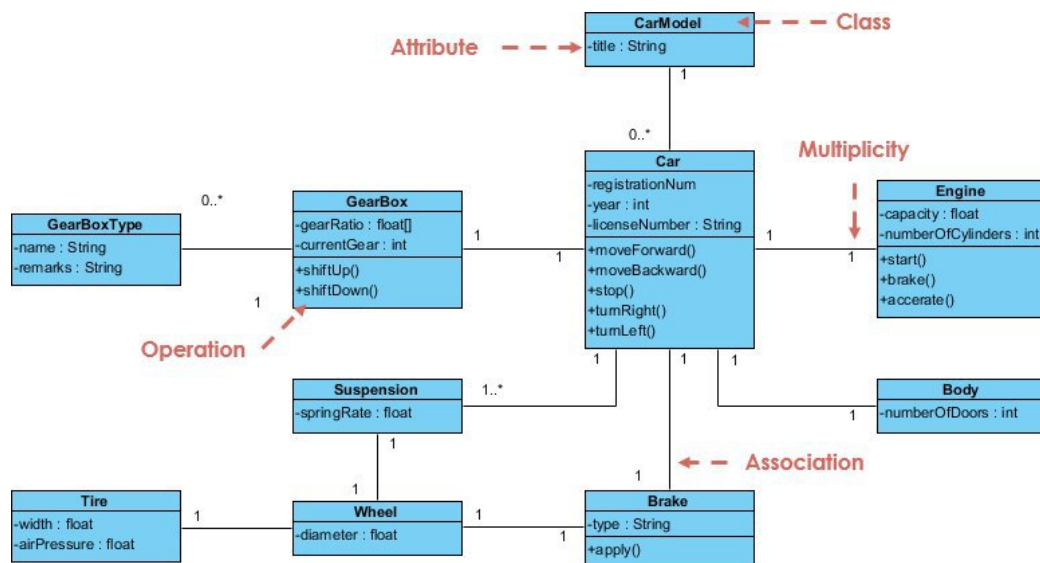 CarModel
Class
Attribute
-title : String
1
0..*
Car
-registrationNum
-year : int
-licenseNumber : String
+moveForward()
+moveBackward()
+stop()
+turnRight()
+turnLeft()
Multiplicity
Engine
-capacity : float
-numberOfCylinders : int
+start()
+brake()
+accerate()
1
1
0..*
GearBox
-gearRatio : float[]
-currentGear : int
+shiftUp()
+shiftDown()
1
1
GearBoxType
-name : String
-remarks : String
1
Operation
1
1
1
Suspension
-springRate : float
1..*
Body
-numberOfDoors : int
1
1
1
Association
1
Tire
-width : float
-airPressure : float
1
Wheel
-diameter : float
1
1
Brake
-type : String
+apply()